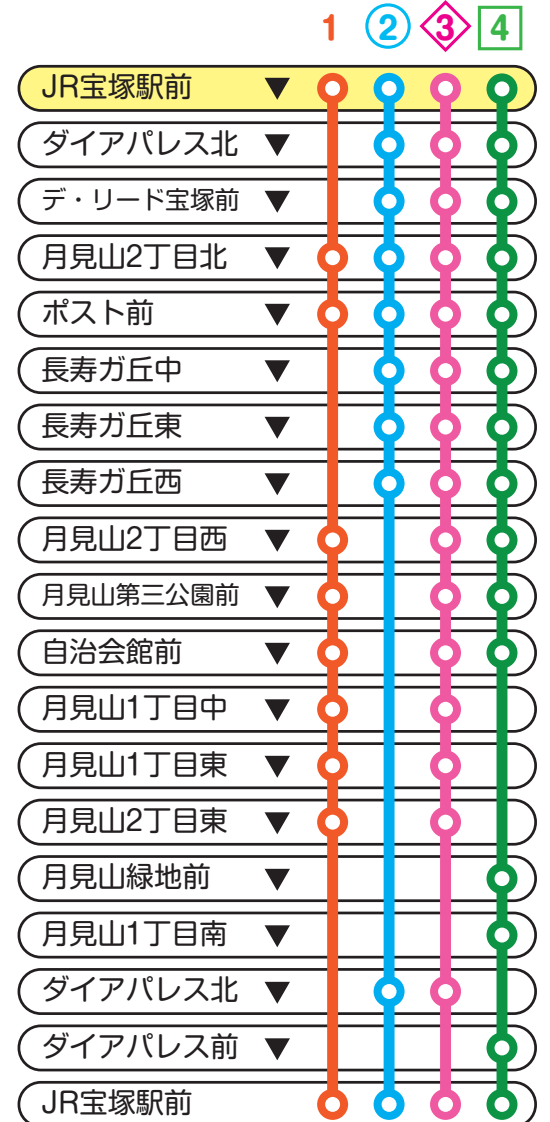 1 2 3 4
JR宝塚駅前 ▼
ダイアパレス北 ▼
デ・リード宝塚前 ▼
月見山2丁目北 ▼
ポスト前 ▼
長寿ガ丘中 ▼
長寿ガ丘東 ▼
長寿ガ丘西 ▼
月見山2丁目西 ▼
月見山第三公園前 ▼
自治会館前 ▼
月見山1丁目中 ▼
月見山1丁目東 ▼
月見山2丁目東 ▼
月見山緑地前 ▼
月見山1丁目南 ▼
ダイアパレス北 ▼
ダイアパレス前 ▼
JR宝塚駅前